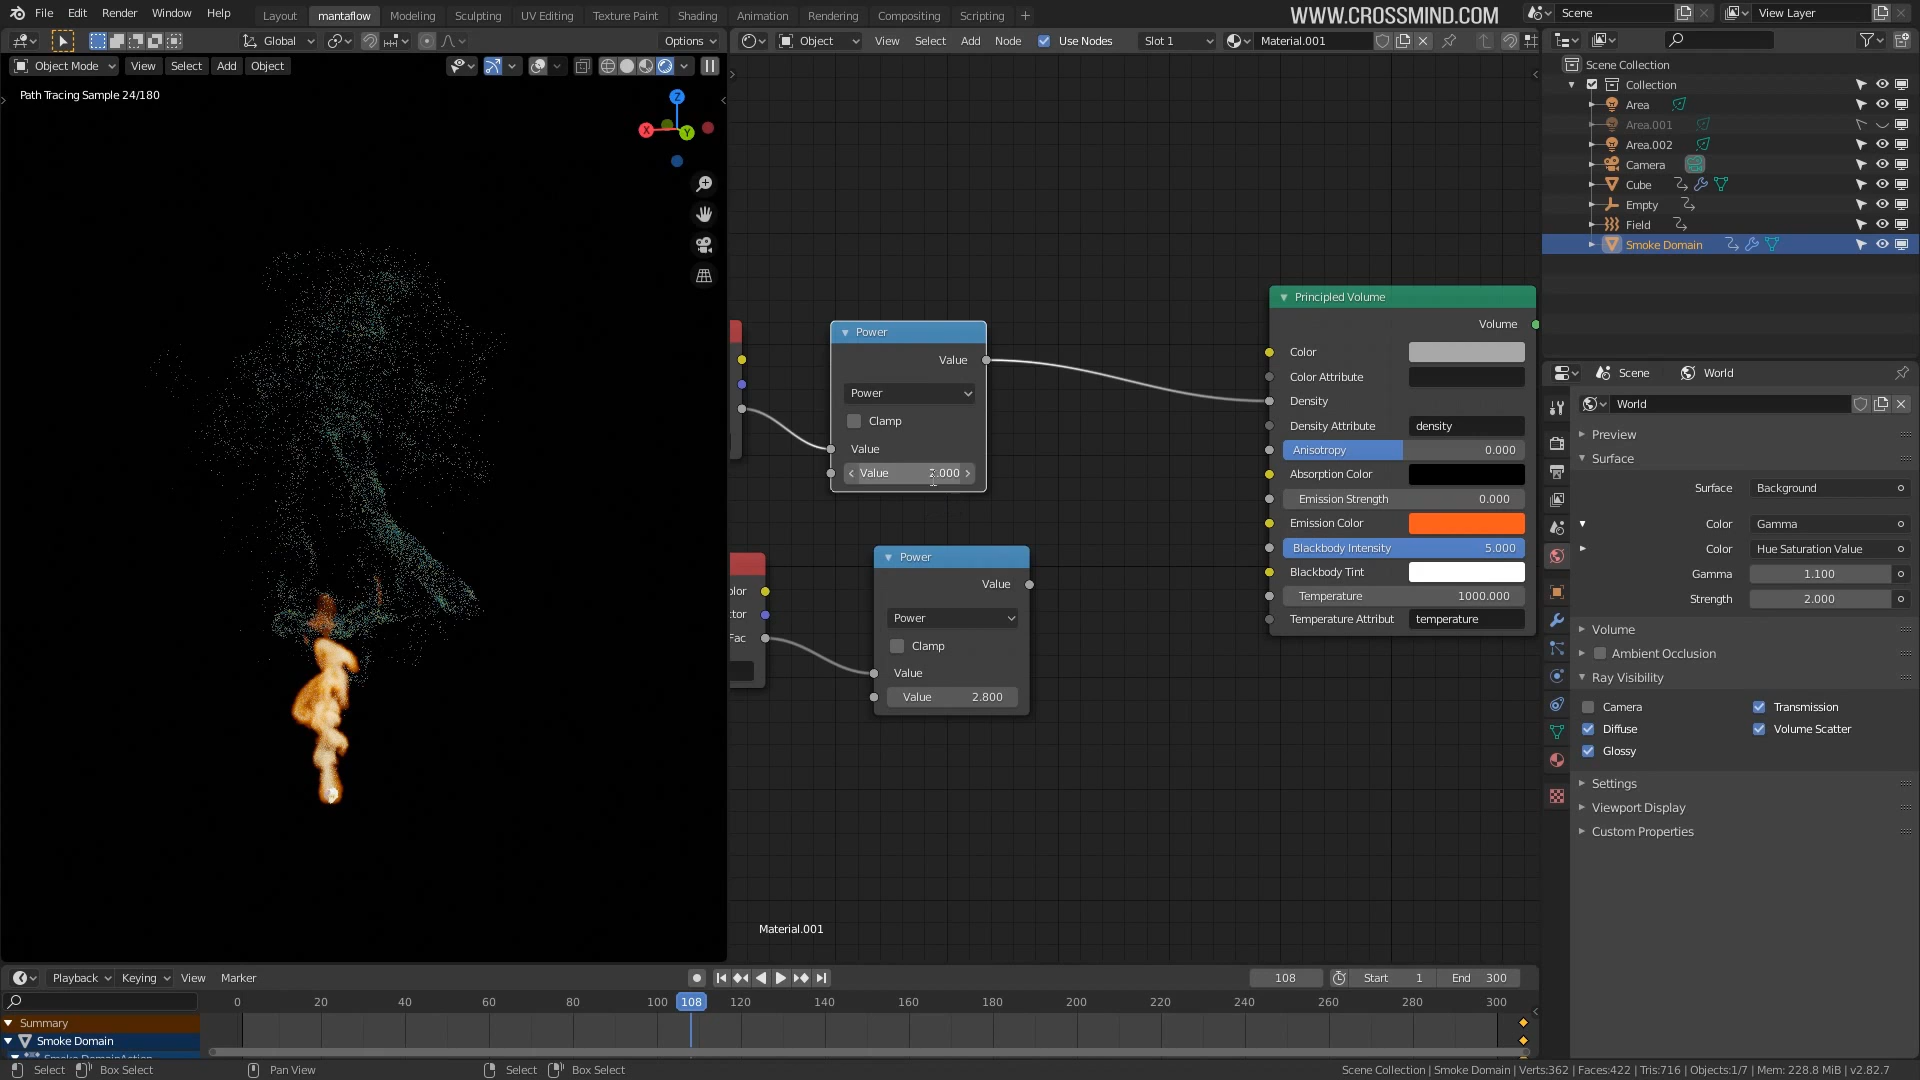 File Edit Render Window Help
Layout mantaflow Modeling Sculpting UV Editing Texture Paint Shading Animation Rendering Compositing Scripting
WWW.CROSSMIND.COM
Scene
View Layer
Global
Options
Object
View Select Add Node
Use Nodes
Slot 1
Material.001
Object Mode
View Select Add Object
Path Tracing Sample 24/180
Z
X
Y
Power
Value
Power
Clamp
Value
Value .000
Power
Value
Power
Clamp
Value
Value 2.800
olor
tor
Fac
Principled Volume
Volume
Color
Color Attribute
Density
Density Attribute density
Anisotropy 0.000
Absorption Color
Emission Strength 0.000
Emission Color
Blackbody Intensity 5.000
Blackbody Tint
Temperature 1000.000
Temperature Attribut temperature
Material.001
Scene Collection
Collection
Area
Area.001
Area.002
Camera
Cube
Empty
Field
Smoke Domain
Scene World
World
Preview
Surface
Surface Background
Color Gamma
Color Hue Saturation Value
Gamma 1.100
Strength 2.000
Volume
Ambient Occlusion
Ray Visibility
Camera Transmission
Diffuse Volume Scatter
Glossy
Settings
Viewport Display
Custom Properties
Playback Keying View Marker
108
Start 1
End 300
0 20 40 60 80 100 108 120 140 160 180 200 220 240 260 280 300
Summary
Smoke Domain
Smoke DomainAction
Select Box Select Pan View Select Box Select
Scene Collection | Smoke Domain | Verts:362 | Faces:422 | Tris:716 | Objects:1/7 | Mem: 228.8 MiB | v2.82.7